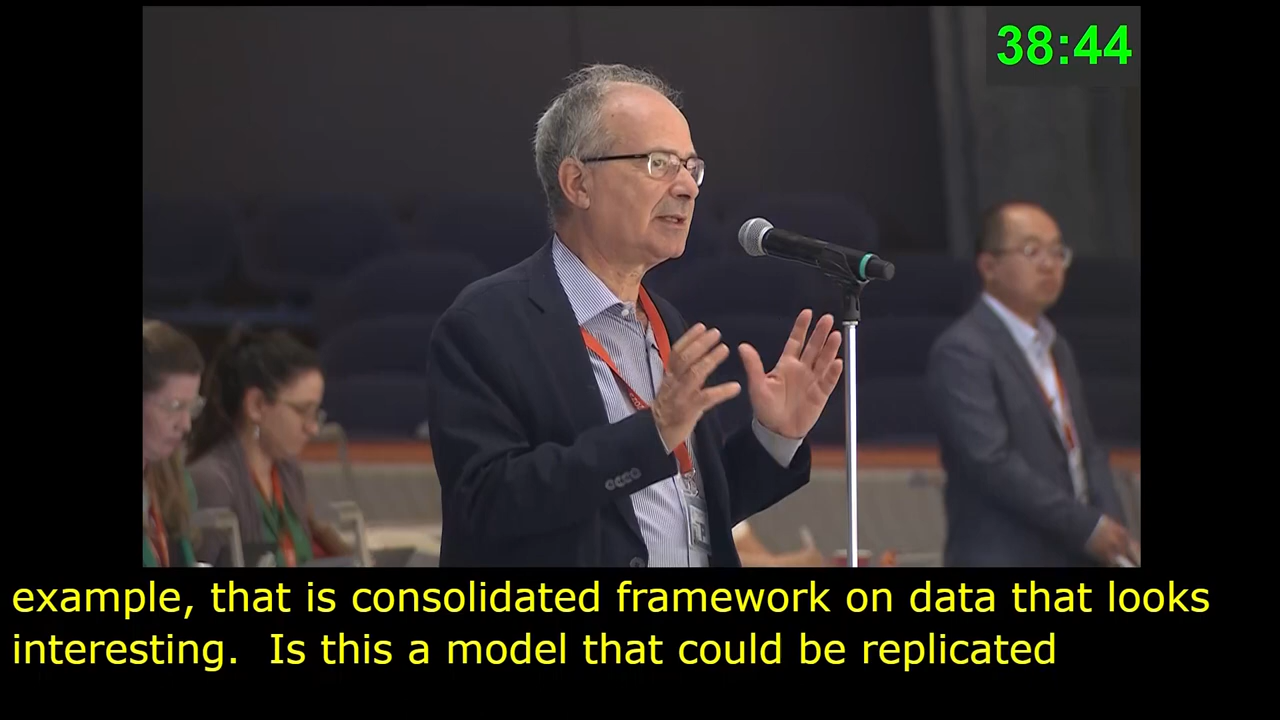 38:44
example, that is consolidated framework on data that looks
interesting.  Is this a model that could be replicated